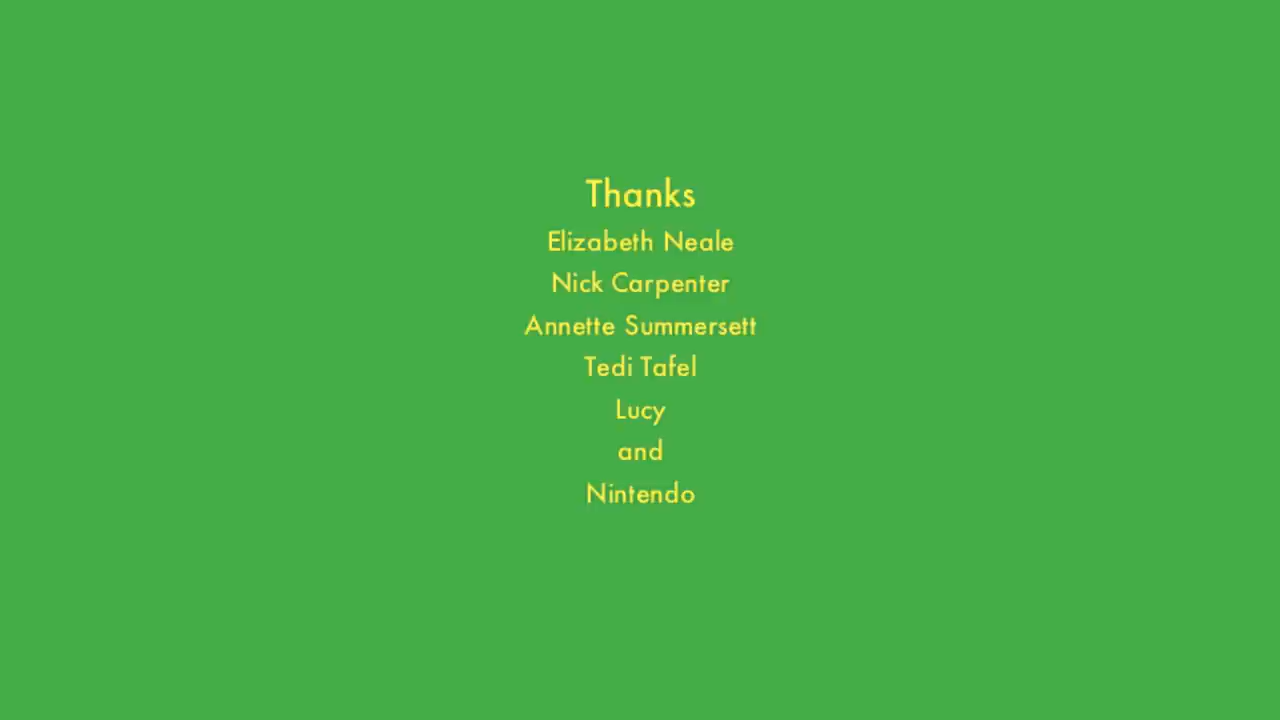 Thanks
Elizabeth Neale
Nick Carpenter
Annette Summersett
Tedi Tafel
Lucy
and
Nintendo